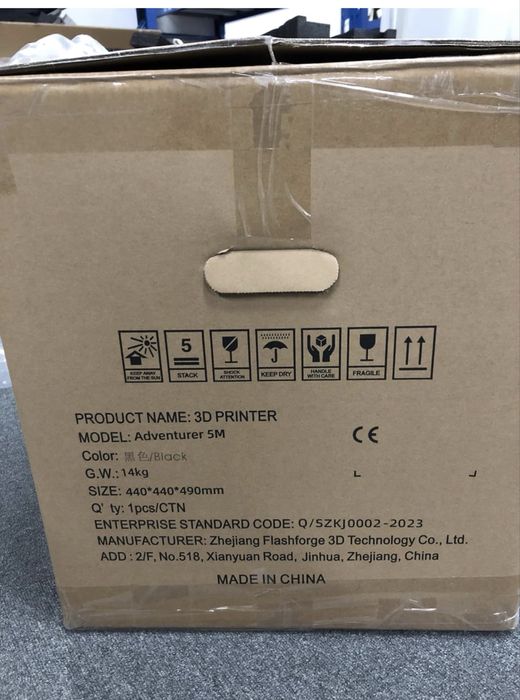 KEEP AWAY
FROM THE SUN
5
STACK
SHOCK
ATTENTION
KEEP DRY
HANDLE
WITH CARE
FRAGILE
PRODUCT NAME: 3D PRINTER
MODEL: Adventurer 5M
CE
Color: 黑色/Black
G.W.: 14kg
SIZE: 440*440*490mm
Q' ty: 1pcs/CTN
ENTERPRISE STANDARD CODE: Q/SZKJ0002-2023
MANUFACTURER: Zhejiang Flashforge 3D Technology Co., Ltd.
ADD : 2/F, No.518, Xianyuan Road, Jinhua, Zhejiang, China
MADE IN CHINA